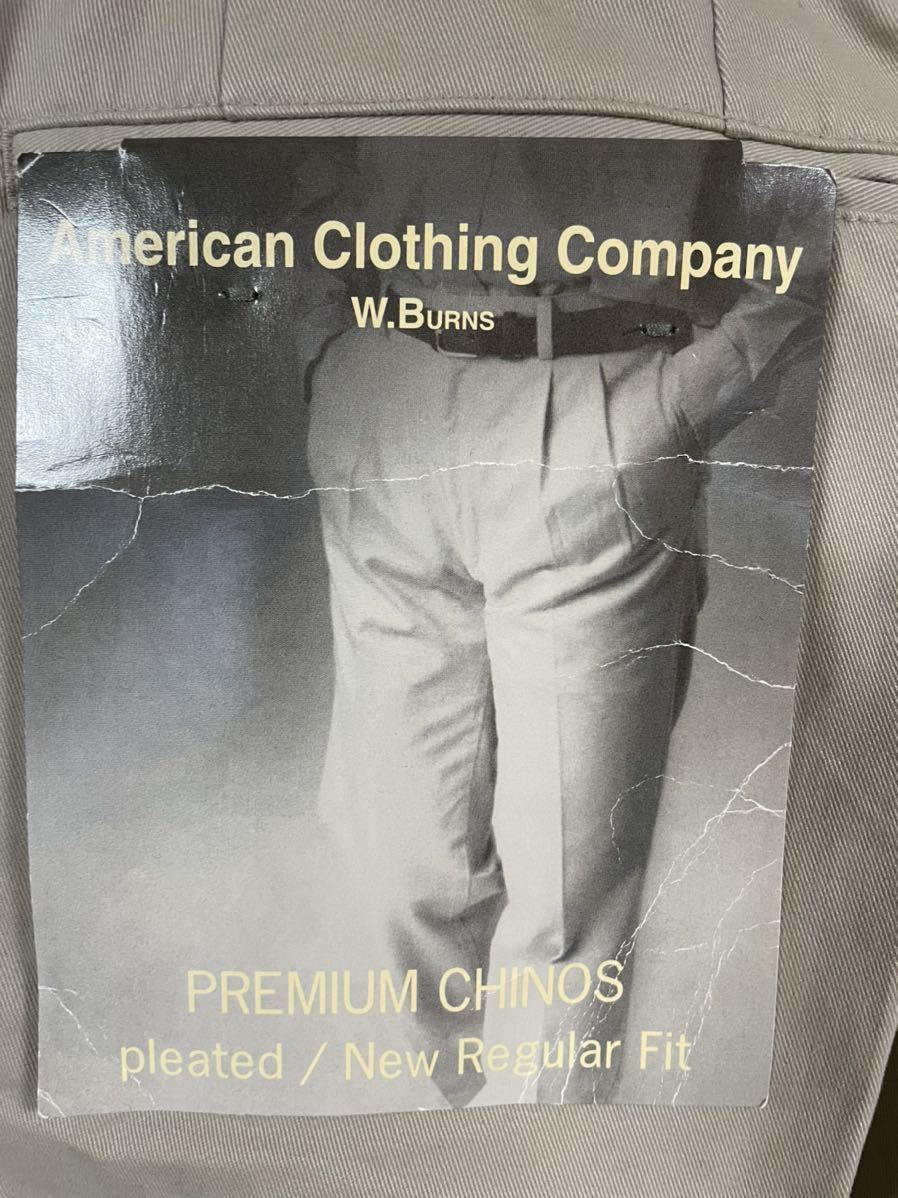 American Clothing Company
W.BURNS
PREMIUM CHINOS
pleated / New Regular Fit